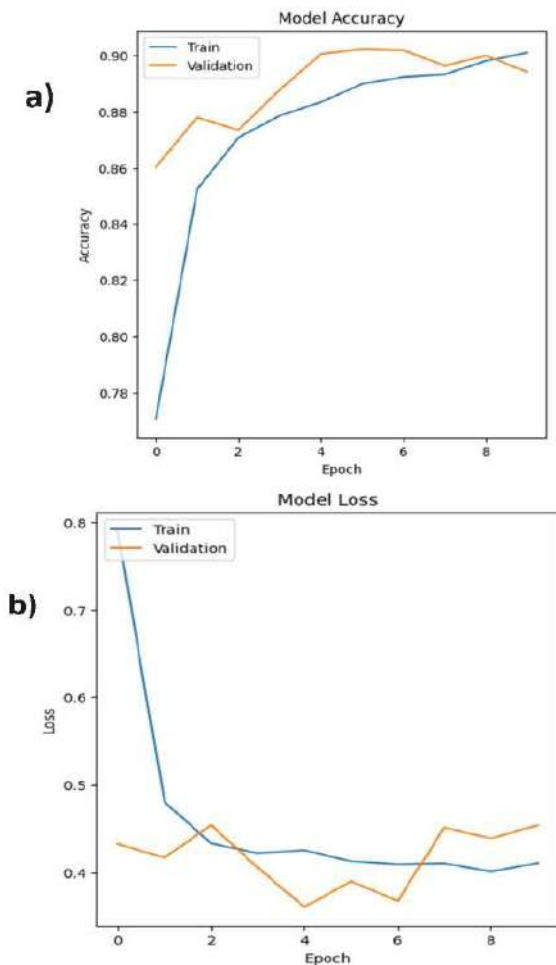 Model Accuracy
Train
Validation
a)
0.90
0.88
0.86
0.84
0.82
0.80
0.78
Accuracy
0 2 4 6 8
Epoch
Model Loss
Train
Validation
b)
0.8
0.7
0.6
0.5
0.4
Loss
0 2 4 6 8
Epoch